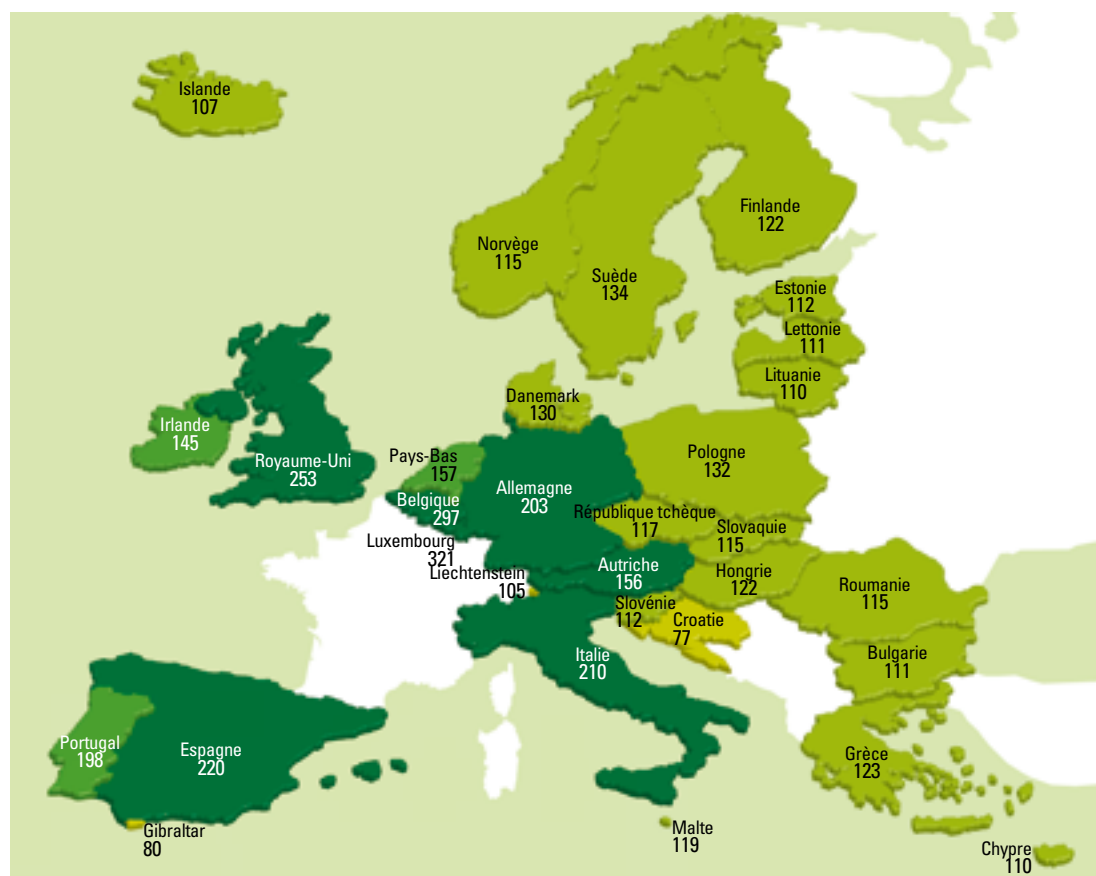 Islande
107
Finlande
122
Norvège
115
Suède
134
Estonie
112
Lettonie
111
Lituanie
110
Danemark
130
Irlande
145
Royaume-Uni
253
Pays-Bas
157
Pologne
132
Belgique
297
Allemagne
203
République tchèque
117
Slovaquie
115
Luxembourg
321
Liechtenstein
105
Autriche
156
Hongrie
122
Roumanie
115
Slovénie
112
Croatie
77
Italie
210
Bulgarie
111
Portugal
198
Espagne
220
Grèce
123
Gibraltar
80
Malte
119
Chypre
110